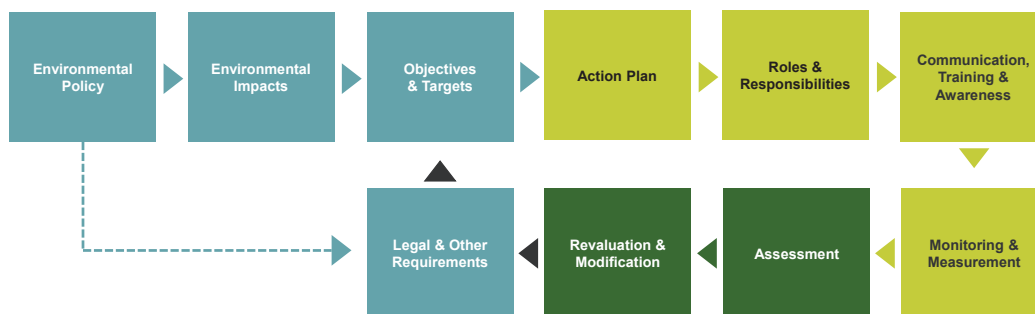 Environmental
Policy
Environmental
Impacts
Objectives
& Targets
Action Plan
Roles &
Responsibilities
Communication,
Training &
Awareness
Legal & Other
Requirements
Revaluation &
Modification
Assessment
Monitoring &
Measurement